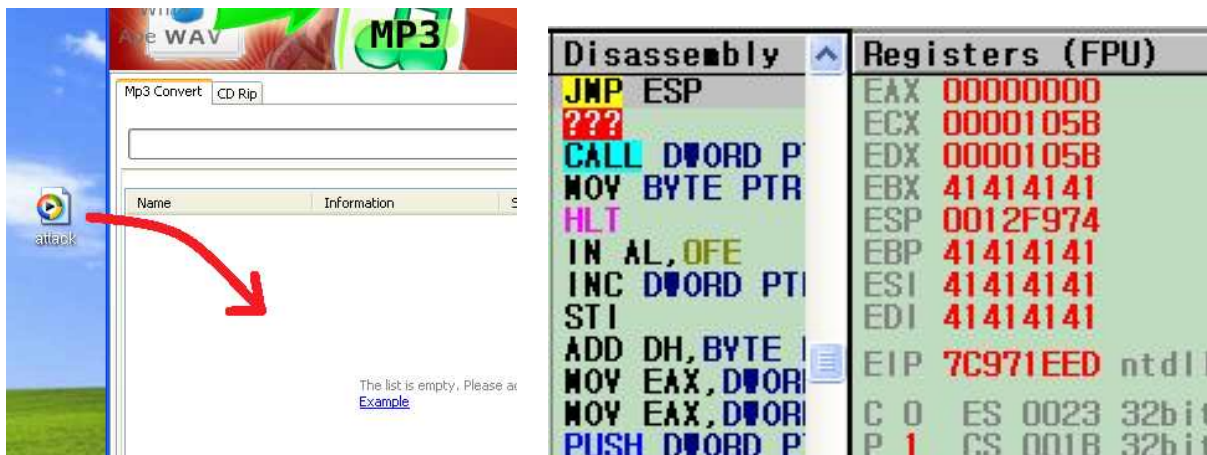 WAV
MP3
Mp3 Convert
CD Rip
Name
Information
S
attack
The list is empty. Please
Example
Disassembly
JMP ESP
???
CALL DWORD P
MOV BYTE PTR
HLT
IN AL,0FE
INC DWORD PT
STI
ADD DH,BYTE
MOV EAX,DWOR
MOV EAX,DWOR
PUSH DWORD P
Registers (FPU)
EAX 00000000
ECX 0000105B
EDX 0000105B
EBX 41414141
ESP 0012F974
EBP 41414141
ESI 41414141
EDI 41414141
EIP 7C971EED ntdll
C 0 ES 0023 32bit
P 1 CS 001B 32bit